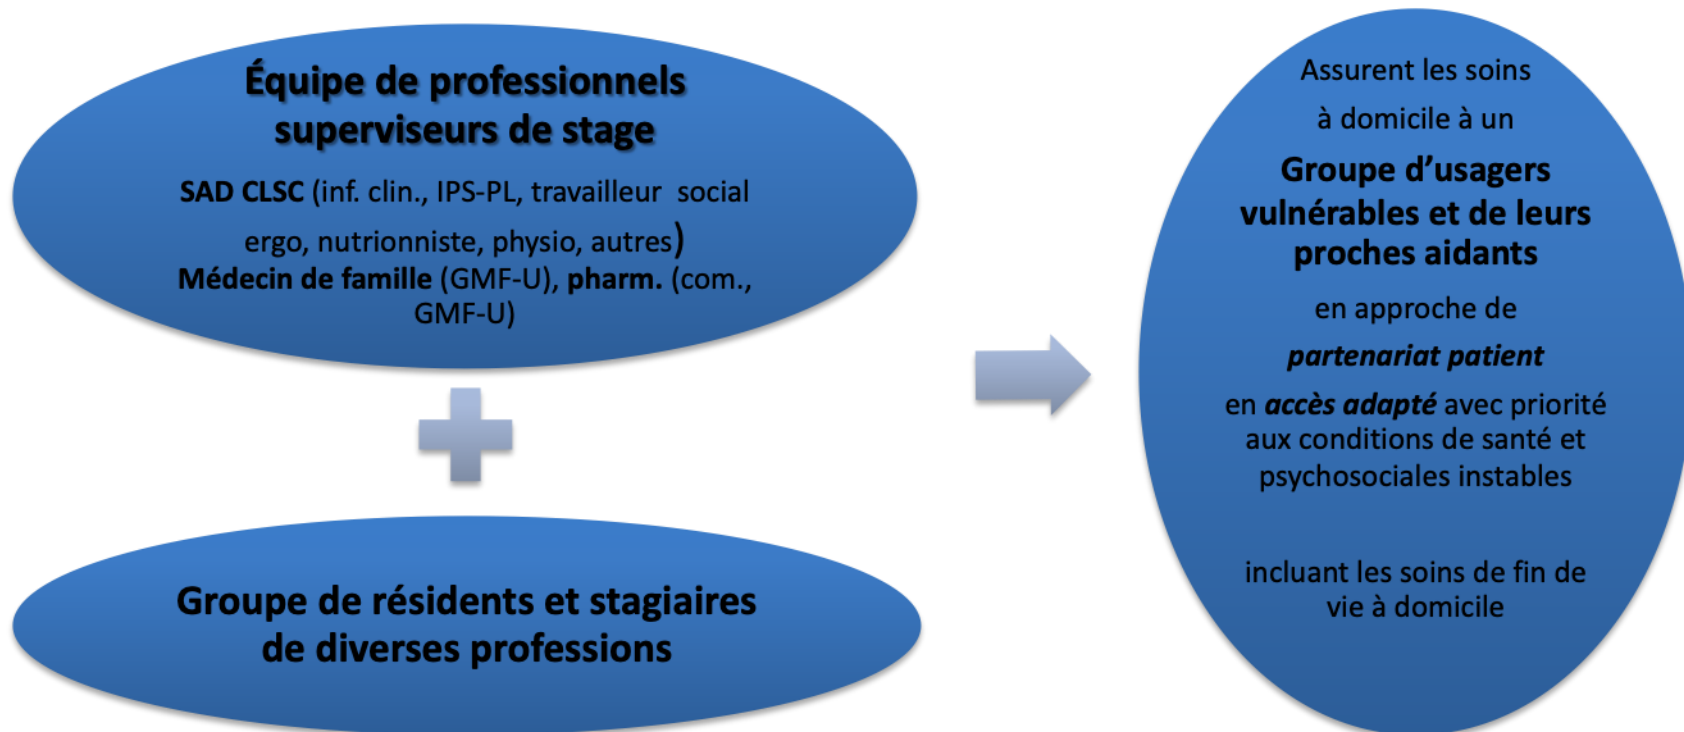 Équipe de professionnels
superviseurs de stage
SAD CLSC (inf. clin., IPS-PL, travailleur social
ergo, nutrionniste, physio, autres)
Médecin de famille (GMF-U), pharm. (com.,
GMF-U)
Groupe de résidents et stagiaires
de diverses professions
Assurent les soins
à domicile à un
Groupe d’usagers
vulnérables et de leurs
proches aidants
en approche de
partenariat patient
en accès adapté avec priorité
aux conditions de santé et
psychosociales instables
incluant les soins de fin de
vie à domicile